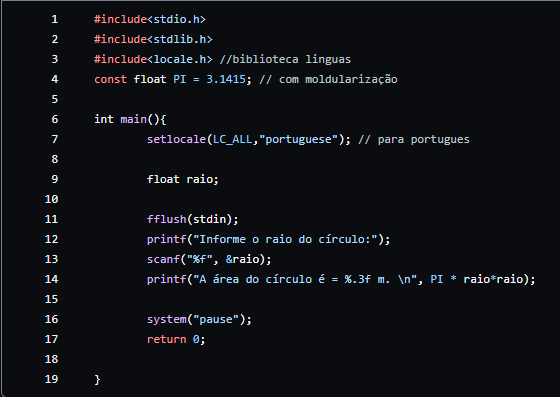 1 #include<stdio.h>
2 #include<stdlib.h>
3 #include<locale.h> //biblioteca linguas
4 const float PI = 3.1415; // com moldularização
5
6 int main(){
7 setlocale(LC_ALL,"portuguese"); // para portugues
8
9 float raio;
10
11 fflush(stdin);
12 printf("Informe o raio do círculo:");
13 scanf("%f", &raio);
14 printf("A área do círculo é = %.3f m. \n", PI * raio*raio);
15
16 system("pause");
17 return 0;
18
19 }